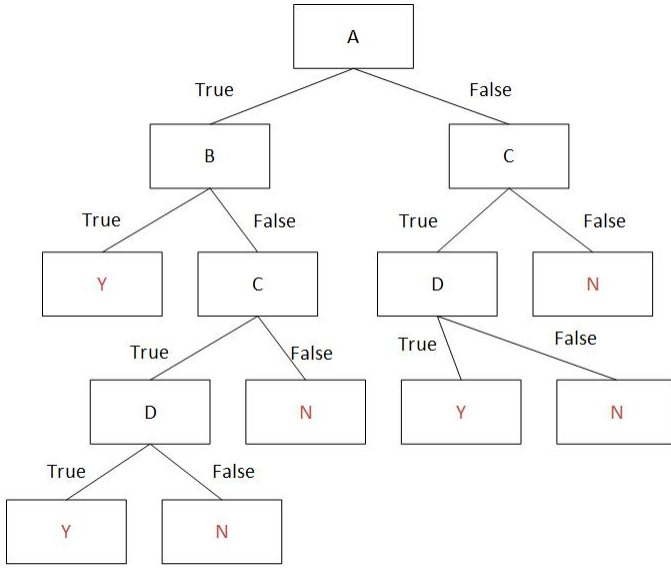 A
True False
B C
True False True False
Y C D N
True False True False
D N Y N
True False
Y N